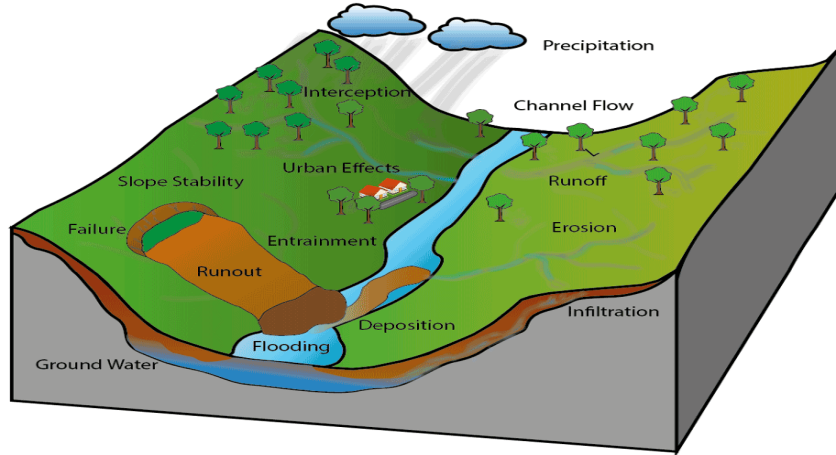 Precipitation
Interception
Channel Flow
Urban Effects
Slope Stability
Runoff
Failure
Entrainment
Erosion
Runout
Infiltration
Deposition
Flooding
Ground Water